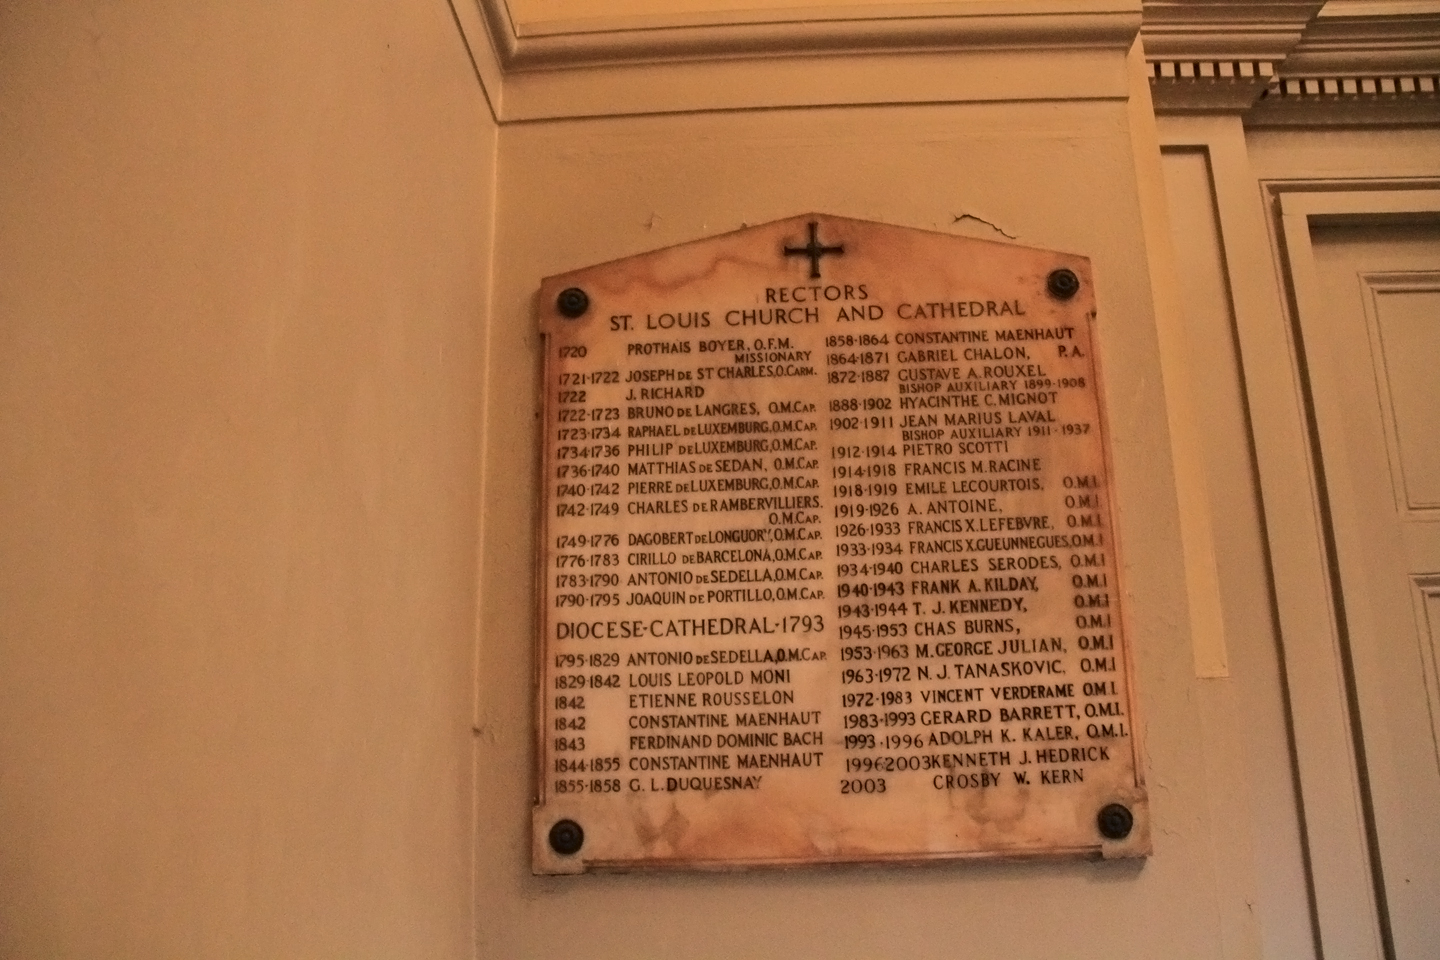 RECTORS
ST. LOUIS CHURCH AND CATHEDRAL
1720 PROTHAIS BOYER, O.F.M.
MISSIONARY
1721-1722 JOSEPH DE ST CHARLES, O.CARM.
1722 J. RICHARD
1722-1723 BRUNO DE LANGRES, O.M.CAP.
1723-1734 RAPHAEL DE LUXEMBURG, O.M.CAP.
1734-1736 PHILIP DE LUXEMBURG, O.M.CAP.
1736-1740 MATTHIAS DE SEDAN, O.M.CAP.
1740-1742 PIERRE DE LUXEMBURG, O.M.CAP.
1742-1749 CHARLES DE RAMBERVILLIERS.
O.M.CAP.
1749-1776 DAGOBERT DE LONGUORY, O.M.CAP.
1776-1783 CIRILLO DE BARCELONA, O.M.CAP.
1783-1790 ANTONIO DE SEDELLA, O.M.CAP.
1790-1795 JOAQUIN DE PORTILLO, O.M.CAP.
DIOCESE-CATHEDRAL-1793
1795-1829 ANTONIO DE SEDELLA, O.M.CAP.
1829-1842 LOUIS LEOPOLD MONI
1842 ETIENNE ROUSSELON
1842 CONSTANTINE MAENHAUT
1843 FERDINAND DOMINIC BACH
1844-1855 CONSTANTINE MAENHAUT
1855-1858 G. L. DUQUESNAY
1858-1864 CONSTANTINE MAENHAUT
1864-1871 GABRIEL CHALON, P.A.
1872-1887 GUSTAVE A. ROUXEL
BISHOP AUXILIARY 1899-1908
1888-1902 HYACINTHE C. MIGNOT
1902-1911 JEAN MARIUS LAVAL
BISHOP AUXILIARY 1911-1937
1912-1914 PIETRO SCOTTI
1914-1918 FRANCIS M. RACINE
1918-1919 EMILE LECOURTOIS, O.M.I.
1919-1926 A. ANTOINE, O.M.I
1926-1933 FRANCIS X. LEFEBVRE, O.M.I
1933-1934 FRANCIS X. GUEUNNEGUES, O.M.I
1934-1940 CHARLES SERODES, O.M.I
1940-1943 FRANK A. KILDAY, O.M.I
1943-1944 T. J. KENNEDY, O.M.I
1945-1953 CHAS BURNS, O.M.I
1953-1963 M. GEORGE JULIAN, O.M.I
1963-1972 N. J. TANASKOVIC, O.M.I
1972-1983 VINCENT VERDERAME O.M.I.
1983-1993 GERARD BARRETT, O.M.I.
1993-1996 ADOLPH K. KALER, O.M.I.
1996-2003 KENNETH J. HEDRICK
2003 CROSBY W. KERN